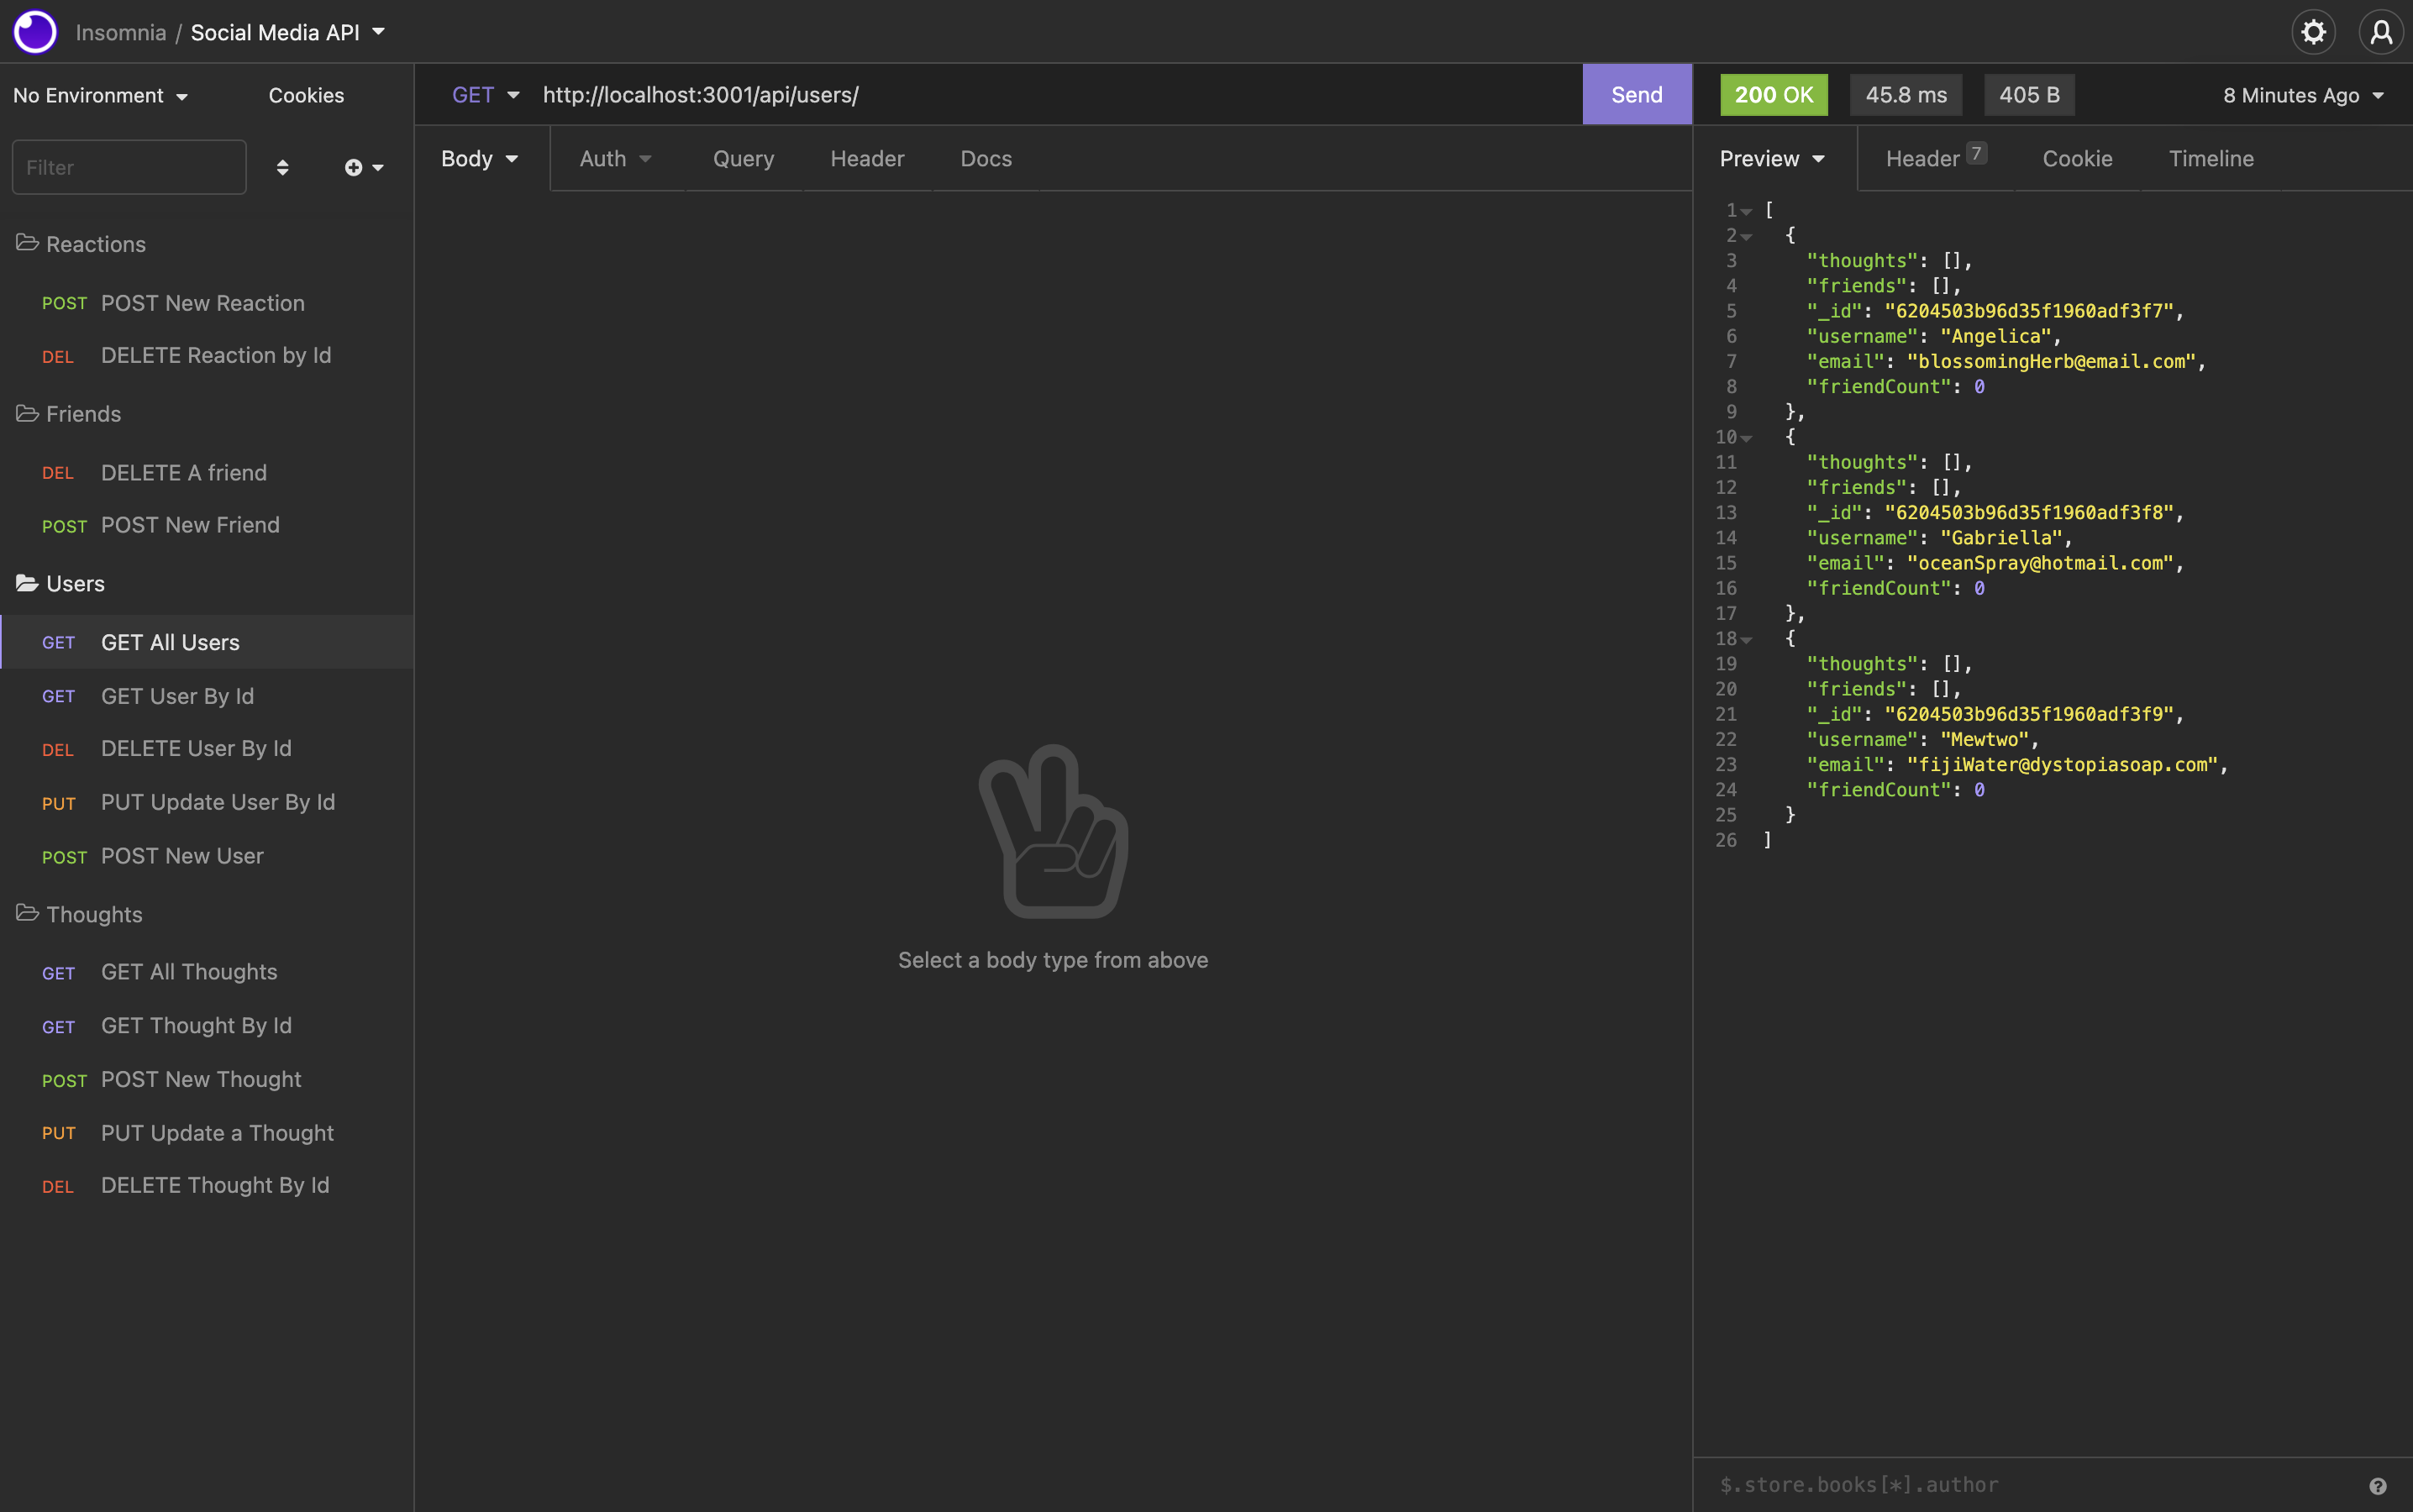 Insomnia / Social Media API
No Environment
Cookies
Filter
Reactions
POST POST New Reaction
DEL DELETE Reaction by Id
Friends
DEL DELETE A friend
POST POST New Friend
Users
GET GET All Users
GET GET User By Id
DEL DELETE User By Id
PUT PUT Update User By Id
POST POST New User
Thoughts
GET GET All Thoughts
GET GET Thought By Id
POST POST New Thought
PUT PUT Update a Thought
DEL DELETE Thought By Id
GET http://localhost:3001/api/users/ Send
Body Auth Query Header Docs
Select a body type from above
200 OK 45.8 ms 405 B 8 Minutes Ago
Preview Header 7 Cookie Timeline
1 [
2 {
3 "thoughts": [],
4 "friends": [],
5 "_id": "6204503b96d35f1960adf3f7",
6 "username": "Angelica",
7 "email": "blossomingHerb@email.com",
8 "friendCount": 0
9 },
10 {
11 "thoughts": [],
12 "friends": [],
13 "_id": "6204503b96d35f1960adf3f8",
14 "username": "Gabriella",
15 "email": "oceanSpray@hotmail.com",
16 "friendCount": 0
17 },
18 {
19 "thoughts": [],
20 "friends": [],
21 "_id": "6204503b96d35f1960adf3f9",
22 "username": "Mewtwo",
23 "email": "fijiWater@dystopiasoap.com",
24 "friendCount": 0
25 }
26 ]
$.store.books[*].author
?